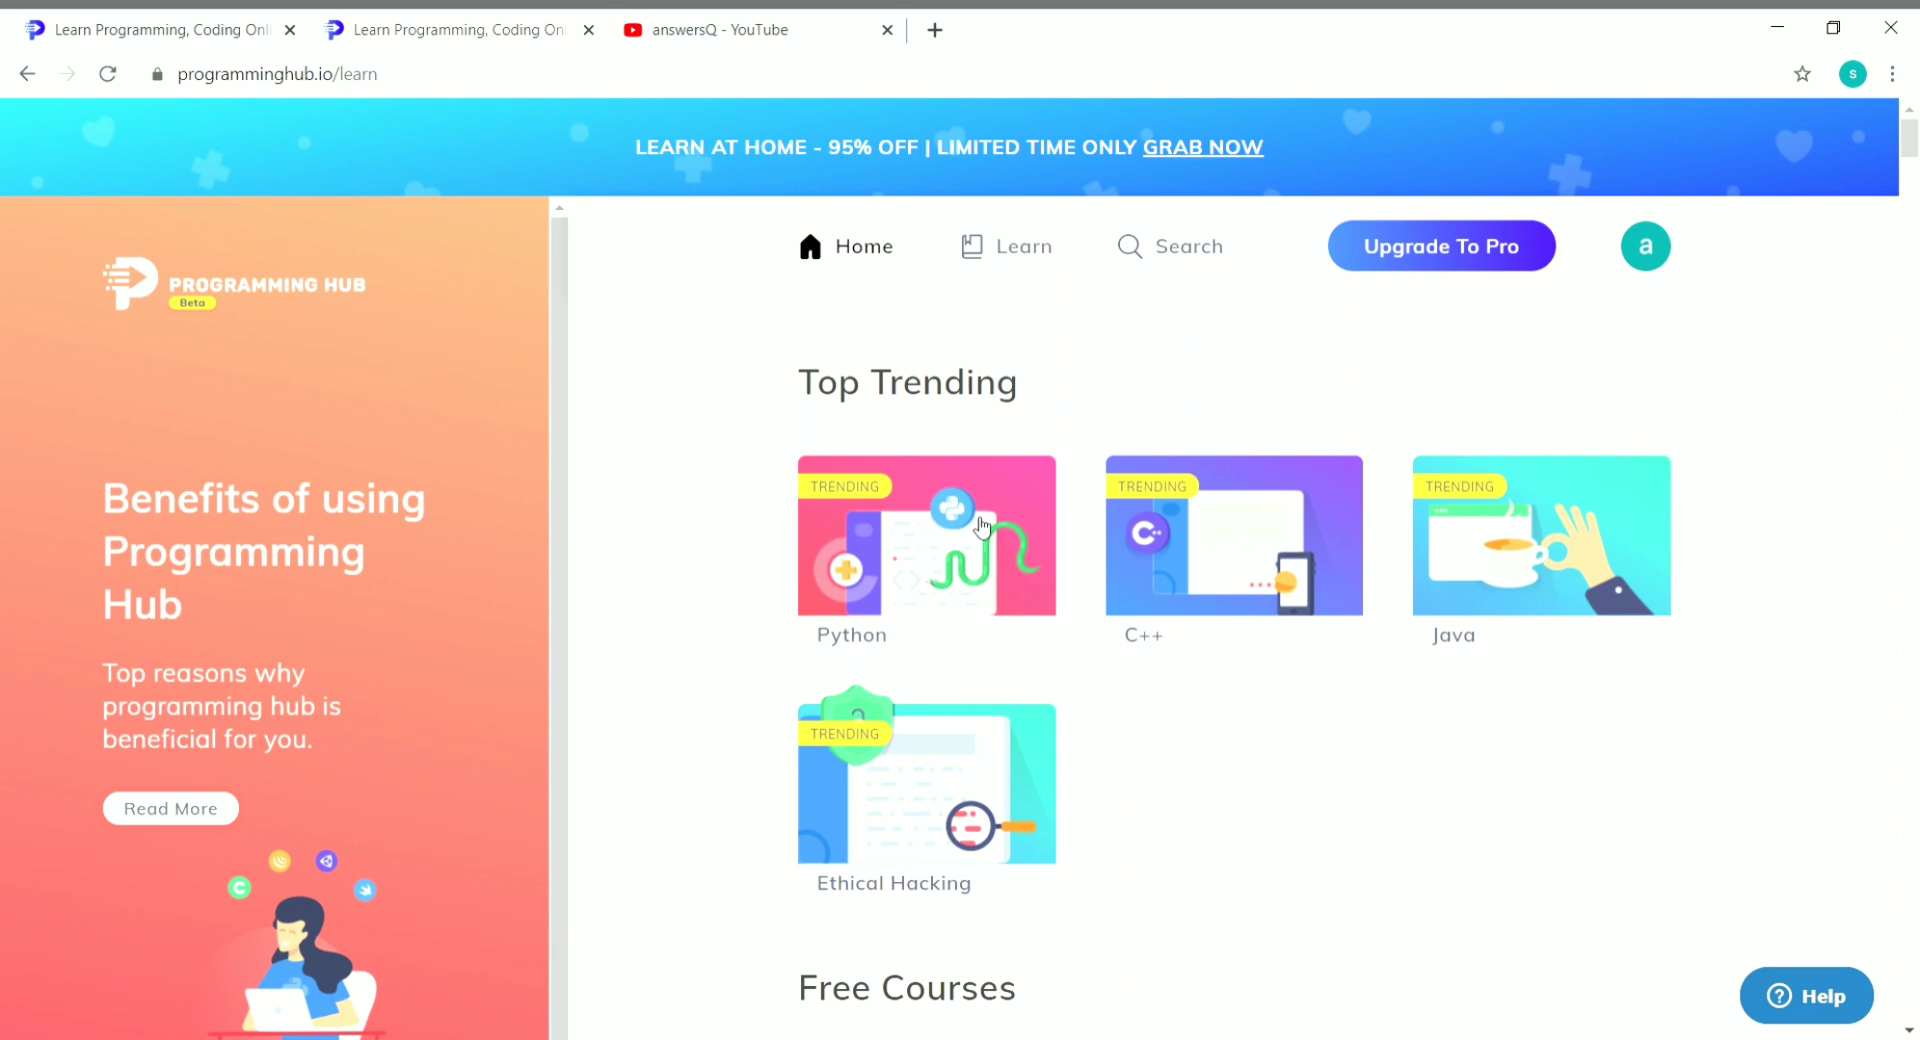 Learn Programming, Coding Onli
Learn Programming, Coding Onl
answersQ - YouTube
programminghub.io/learn
s
LEARN AT HOME - 95% OFF | LIMITED TIME ONLY GRAB NOW
PROGRAMMING HUB
Beta
Home
Learn
Search
Upgrade To Pro
a
Benefits of using
Programming
Hub
Top reasons why
programming hub is
beneficial for you.
Read More
Top Trending
TRENDING
TRENDING
TRENDING
C++
Python
C++
Java
TRENDING
Ethical Hacking
C
Free Courses
? Help